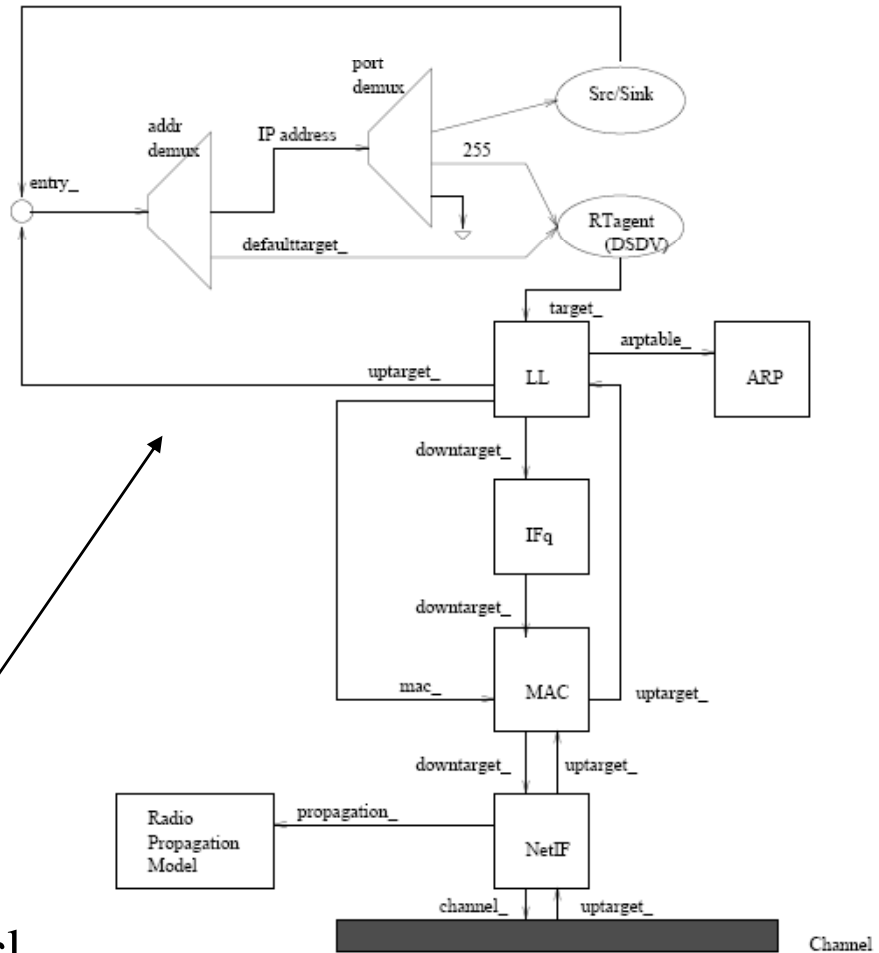 port
demux
Src/Sink
addr
demux
IP address
255
entry_
RTagent
(DSDV)
defaulttarget_
target_
arptable_
uptarget_
LL
ARP
downtarget_
IFq
downtarget_
mac_
MAC
uptarget_
downtarget_
uptarget_
propagation_
Radio
Propagation
Model
NetIF
channel_
uptarget_
Channel